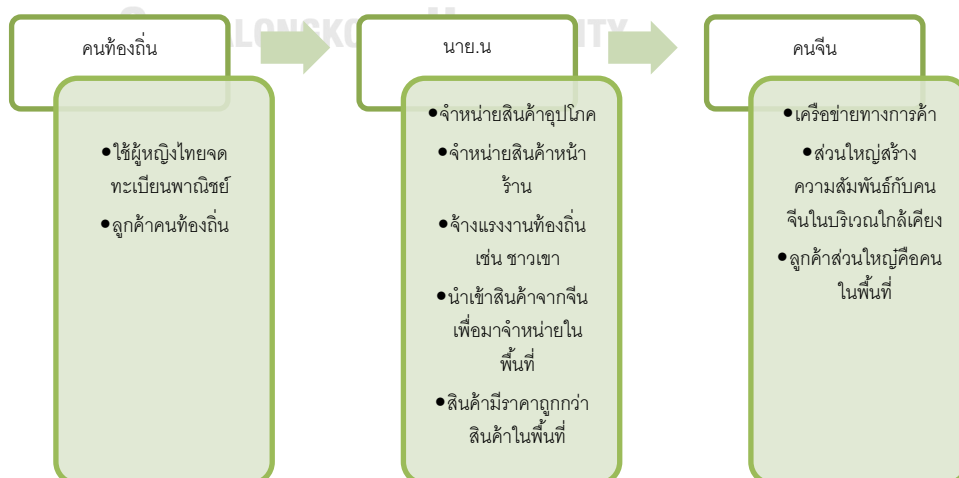 คนท้องถิ่น
●ใช้ผู้หญิงไทยจด
ทะเบียนพาณิชย์
●ลูกค้าคนท้องถิ่น
นาย.น
●จำหน่ายสินค้าอุปโภค
●จำหน่ายสินค้าหน้า
ร้าน
●จ้างแรงงานท้องถิ่น
เช่น ชาวเขา
●นำเข้าสินค้าจากจีน
เพื่อมาจำหน่ายใน
พื้นที่
●สินค้ามีราคาถูกกว่า
สินค้าในพื้นที่
คนจีน
●เครือข่ายทางการค้า
●ส่วนใหญ่สร้าง
ความสัมพันธ์กับคน
จีนในบริเวณใกล้เคียง
●ลูกค้าส่วนใหญ่คือคน
ในพื้นที่